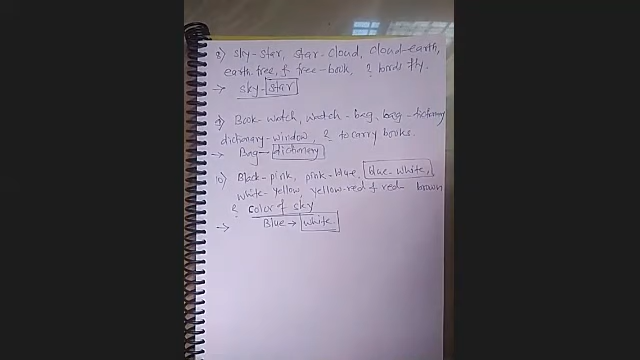 8) Sky-star, star-cloud, cloud-earth,
earth-tree, & tree-book, ? birds fly.
→ sky-star
9) Book-watch, watch-bag, bag-dictionary
dictionary-window, ? to carry books.
→ Bag-dictionary
10) Black-pink, pink-blue, blue-white,
white-yellow, yellow-red & red- brown
? Color of sky
→ Blue → white